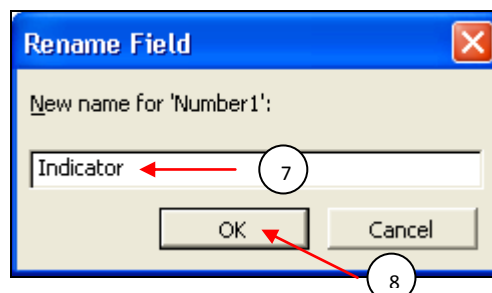 Rename Field
New name for 'Number1':
Indicator
7
OK
Cancel
8